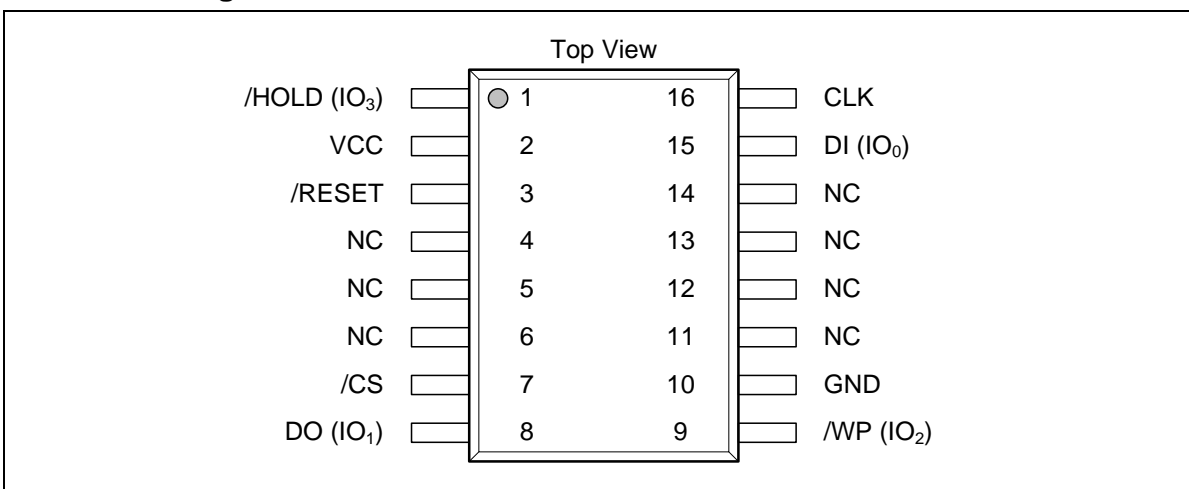 Top View
/HOLD (IO₃) 1 16 CLK
VCC 2 15 DI (IO₀)
/RESET 3 14 NC
NC 4 13 NC
NC 5 12 NC
NC 6 11 NC
/CS 7 10 GND
DO (IO₁) 8 9 /WP (IO₂)